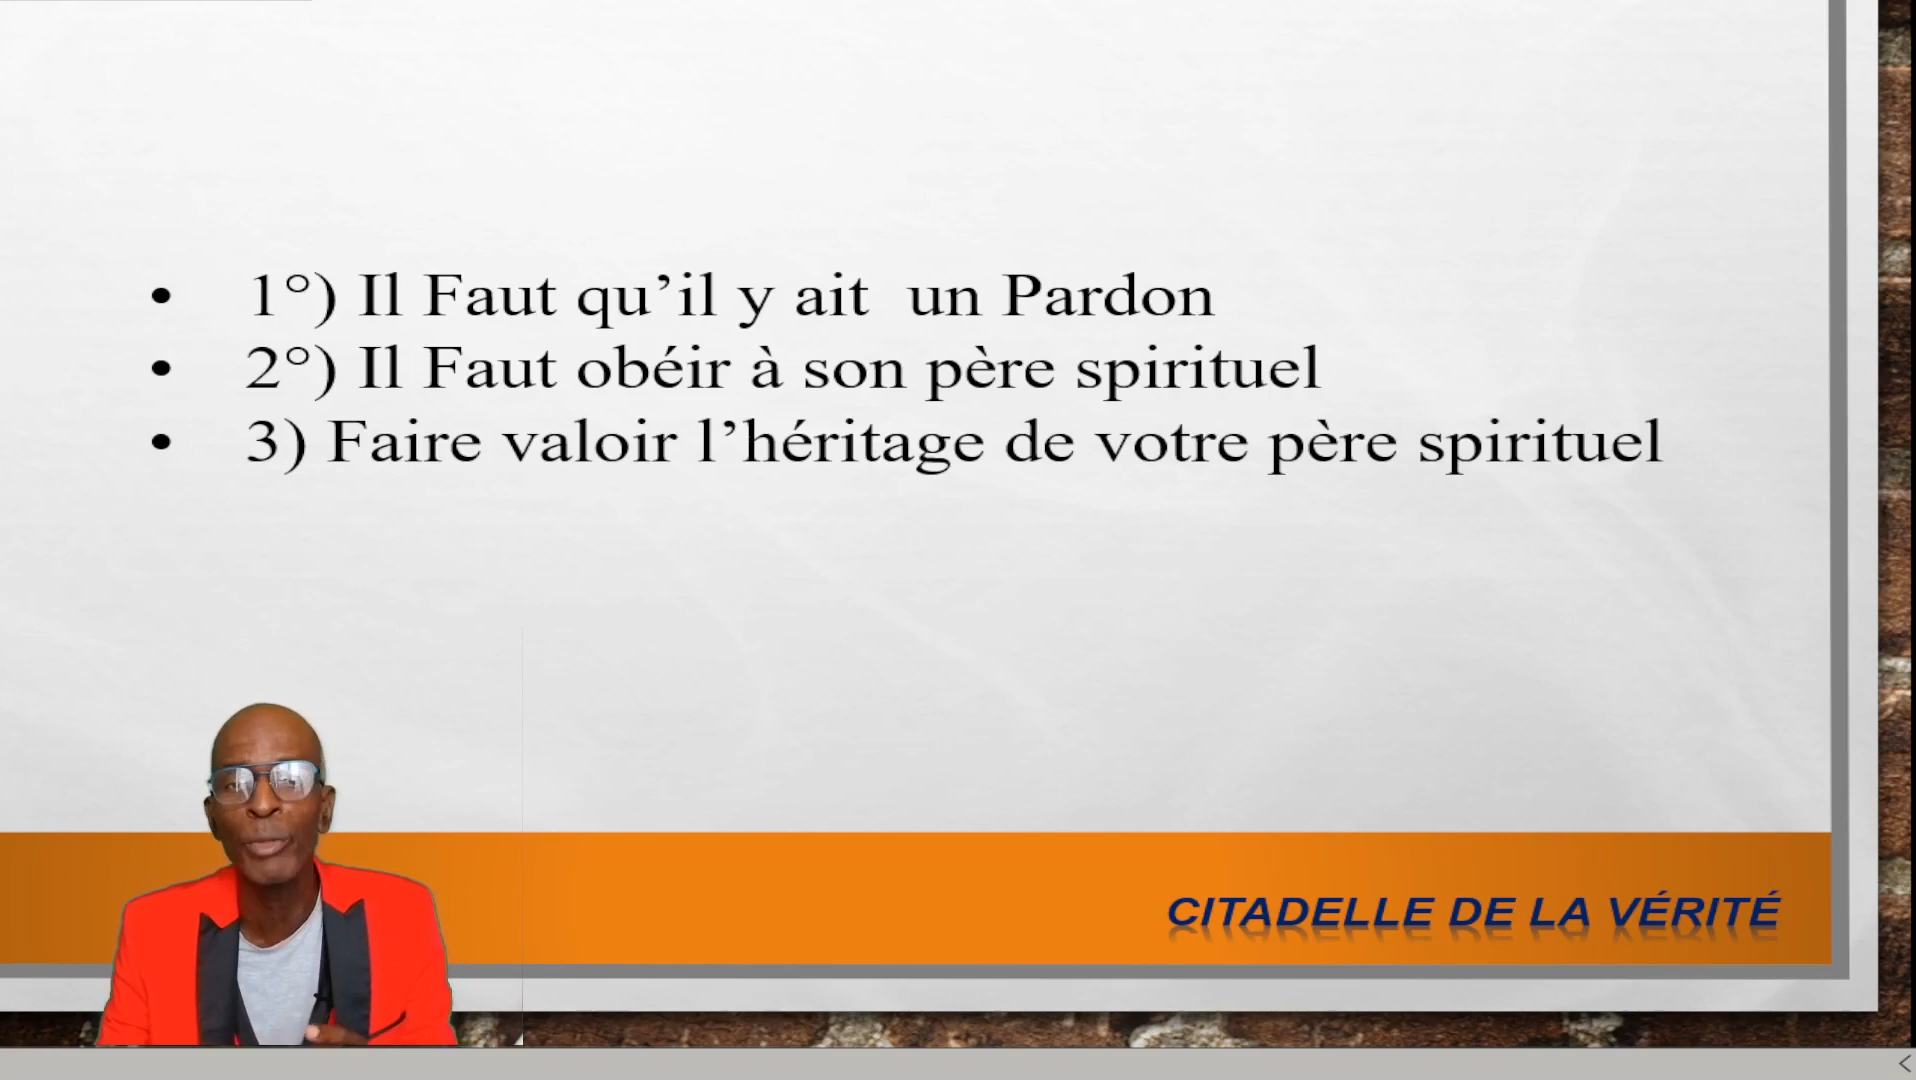 • 1°) Il Faut qu’il y ait un Pardon
• 2°) Il Faut obéir à son père spirituel
• 3) Faire valoir l’héritage de votre père spirituel
CITADELLE DE LA VÉRITÉ